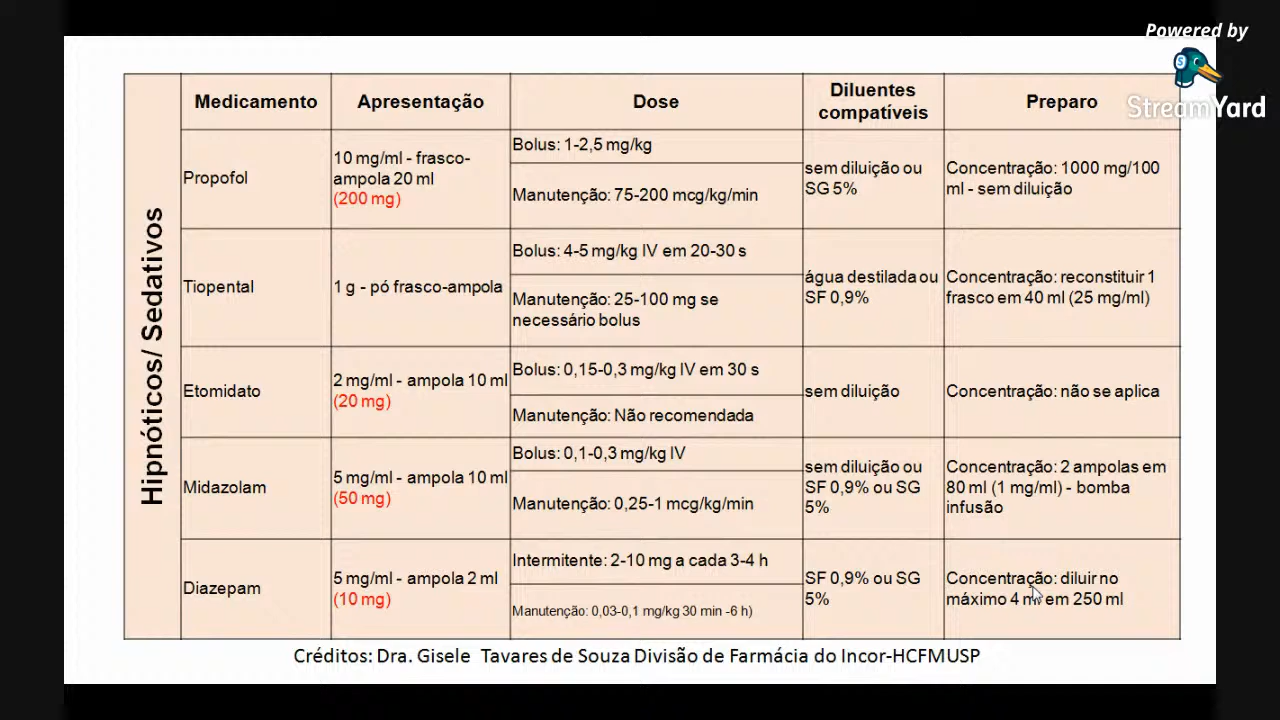 Powered by
StreamYard
Hipnóticos/ Sedativos
Medicamento
Apresentação
Dose
Diluentes
compatíveis
Preparo
Propofol
10 mg/ml - frasco-
ampola 20 ml
(200 mg)
Bolus: 1-2,5 mg/kg
Manutenção: 75-200 mcg/kg/min
sem diluição ou
SG 5%
Concentração: 1000 mg/100
ml - sem diluição
Tiopental
1 g - pó frasco-ampola
Bolus: 4-5 mg/kg IV em 20-30 s
Manutenção: 25-100 mg se
necessário bolus
água destilada ou
SF 0,9%
Concentração: reconstituir 1
frasco em 40 ml (25 mg/ml)
Etomidato
2 mg/ml - ampola 10 ml
(20 mg)
Bolus: 0,15-0,3 mg/kg IV em 30 s
Manutenção: Não recomendada
sem diluição
Concentração: não se aplica
Midazolam
5 mg/ml - ampola 10 ml
(50 mg)
Bolus: 0,1-0,3 mg/kg IV
Manutenção: 0,25-1 mcg/kg/min
sem diluição ou
SF 0,9% ou SG
5%
Concentração: 2 ampolas em
80 ml (1 mg/ml) - bomba
infusão
Diazepam
5 mg/ml - ampola 2 ml
(10 mg)
Intermitente: 2-10 mg a cada 3-4 h
Manutenção: 0,03-0,1 mg/kg 30 min -6 h)
SF 0,9% ou SG
5%
Concentração: diluir no
máximo 4 ml em 250 ml
Créditos: Dra. Gisele Tavares de Souza Divisão de Farmácia do Incor-HCFMUSP